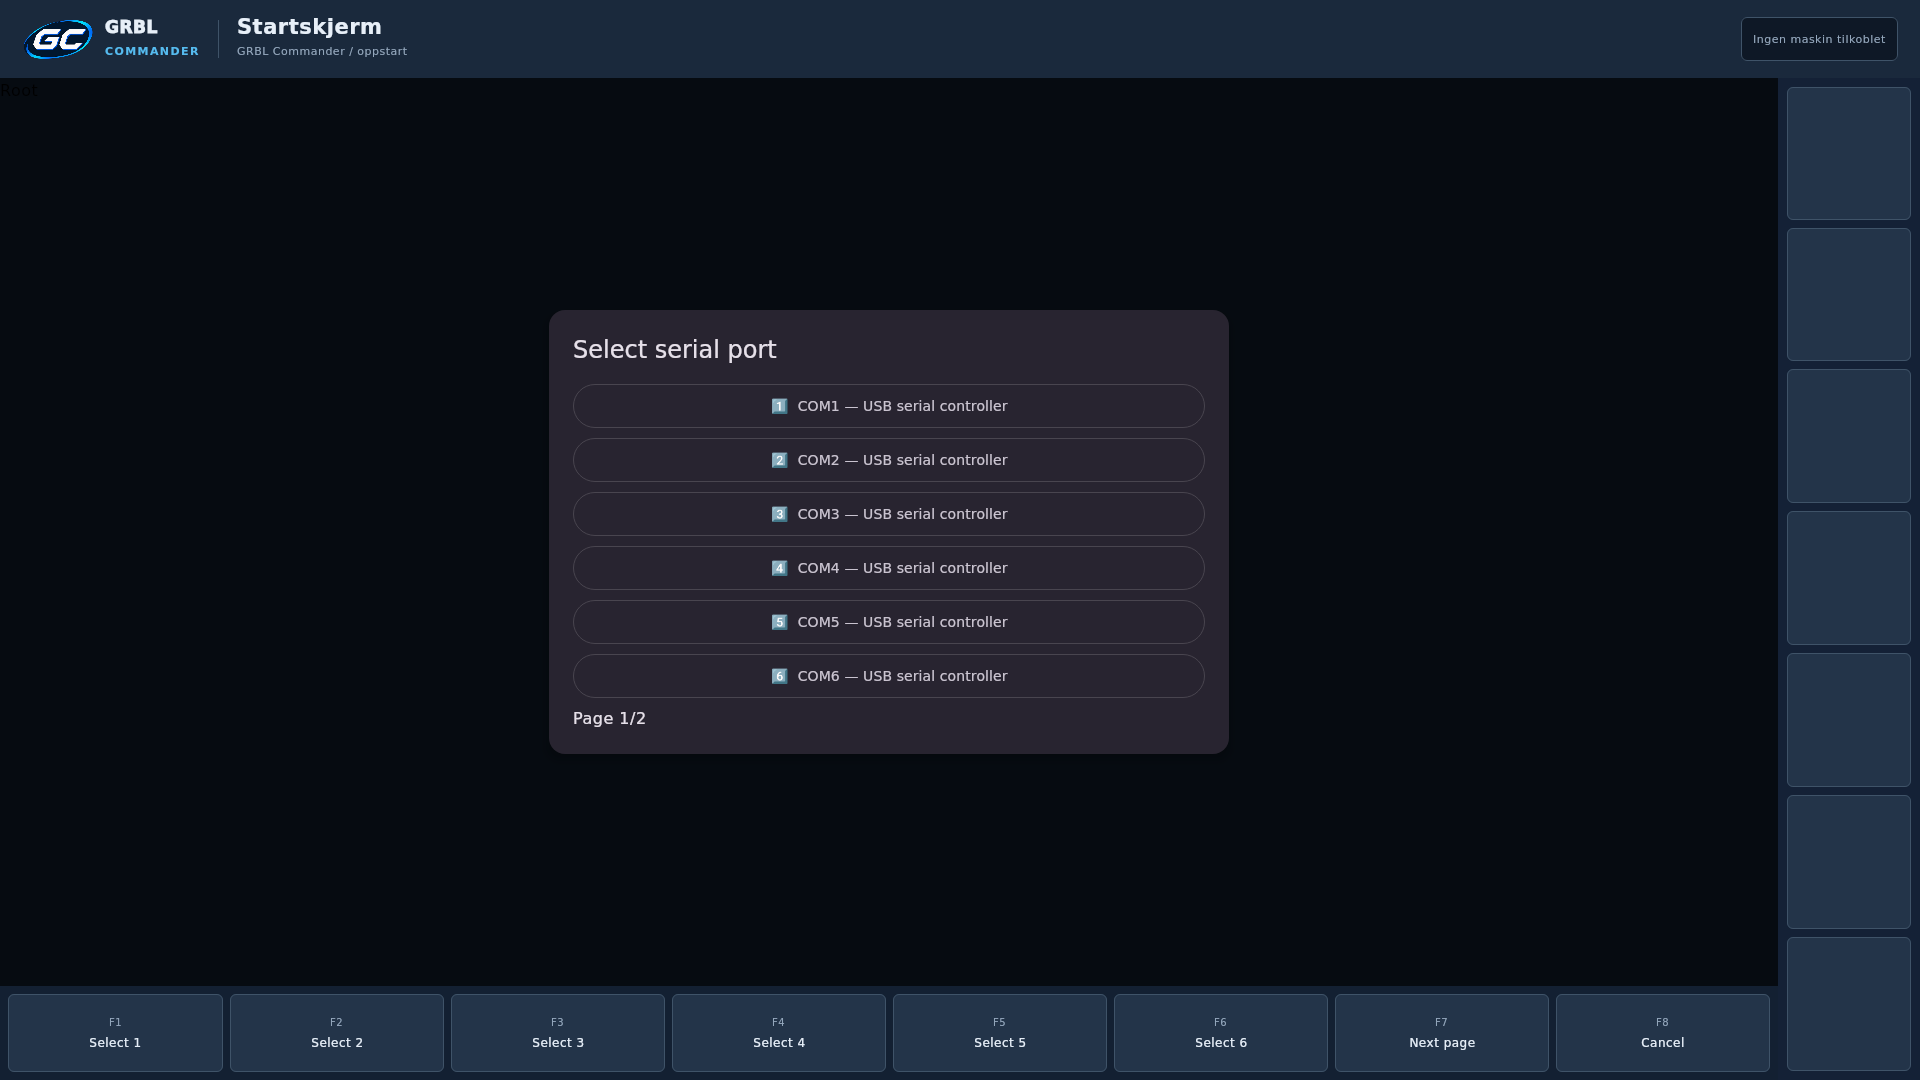 GC
GRBL
COMMANDER
Startskjerm
GRBL Commander / oppstart
Ingen maskin tilkoblet
Root
Select serial port
1️⃣ COM1 — USB serial controller
2️⃣ COM2 — USB serial controller
3️⃣ COM3 — USB serial controller
4️⃣ COM4 — USB serial controller
5️⃣ COM5 — USB serial controller
6️⃣ COM6 — USB serial controller
Page 1/2
F1
Select 1
F2
Select 2
F3
Select 3
F4
Select 4
F5
Select 5
F6
Select 6
F7
Next page
F8
Cancel